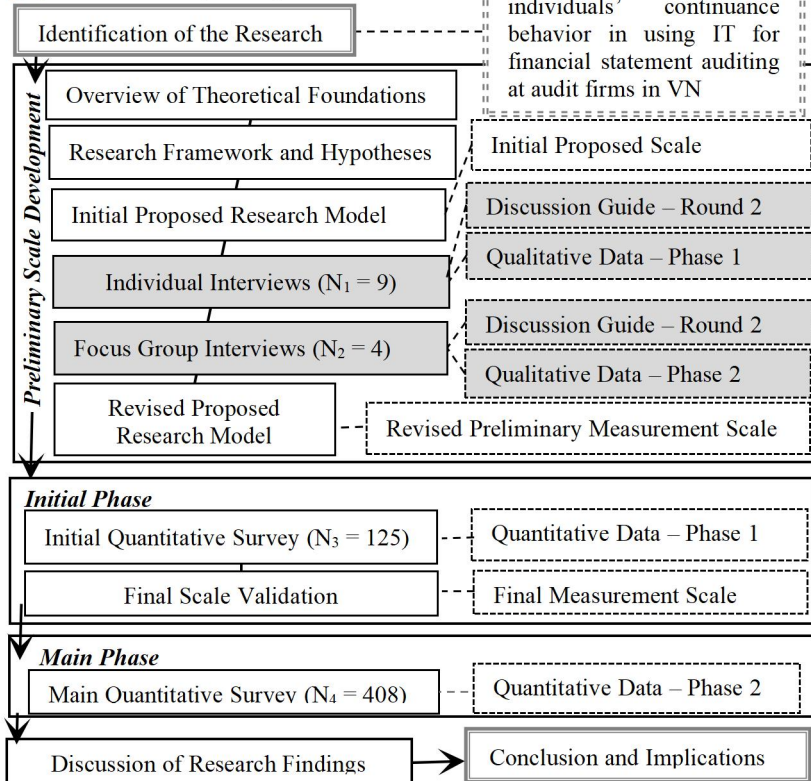 individuals’ continuance
behavior in using IT for
financial statement auditing
at audit firms in VN
Identification of the Research
Preliminary Scale Development
Overview of Theoretical Foundations
Research Framework and Hypotheses
Initial Proposed Scale
Initial Proposed Research Model
Discussion Guide – Round 2
Individual Interviews (N₁ = 9)
Qualitative Data – Phase 1
Focus Group Interviews (N₂ = 4)
Discussion Guide – Round 2
Qualitative Data – Phase 2
Revised Proposed
Research Model
Revised Preliminary Measurement Scale
Initial Phase
Initial Quantitative Survey (N₃ = 125)
Quantitative Data – Phase 1
Final Scale Validation
Final Measurement Scale
Main Phase
Main Quantitative Survey (N₄ = 408)
Quantitative Data – Phase 2
Discussion of Research Findings
Conclusion and Implications